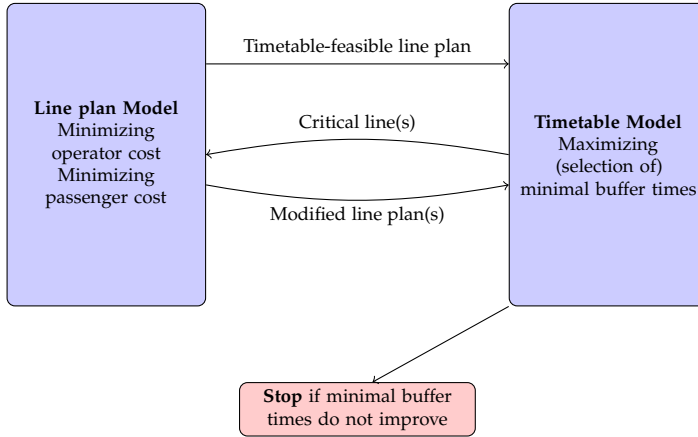 Timetable-feasible line plan
Line plan Model
Minimizing
operator cost
Minimizing
passenger cost
Critical line(s)
Modified line plan(s)
Timetable Model
Maximizing
(selection of)
minimal buffer times
Stop if minimal buffer
times do not improve